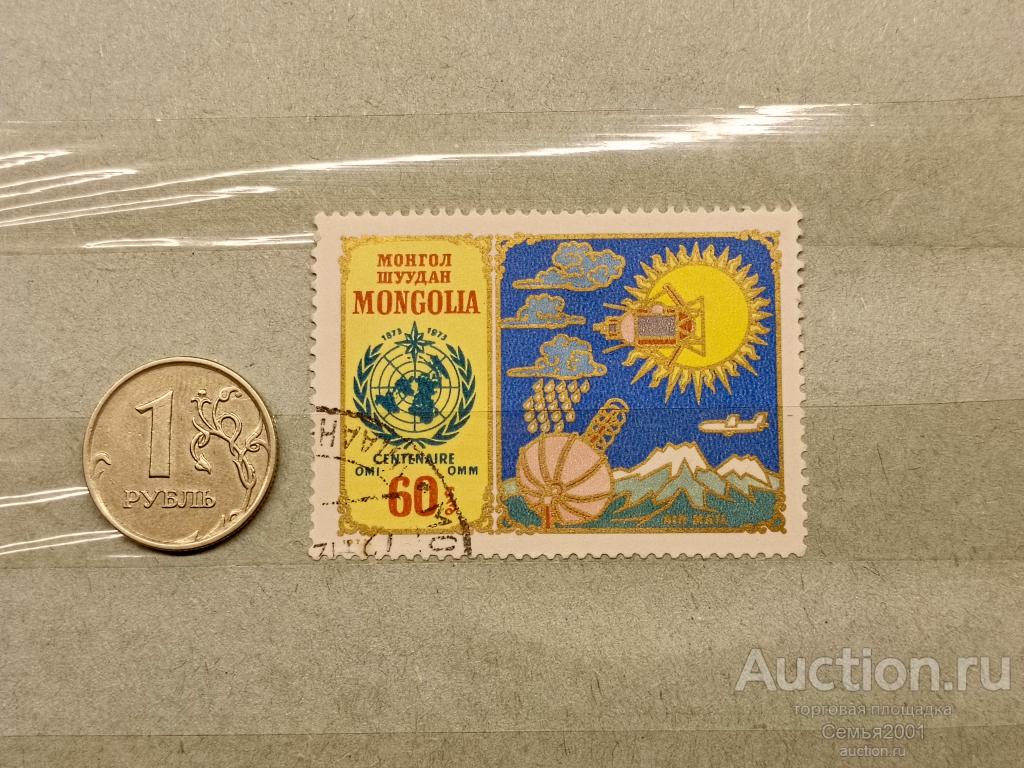 МОНГОЛ
ШУУДАН
MONGOLIA
1873 1973
CENTENAIRE
OMI · OMM
60
AIR MAIL
1
РУБЛЬ
Auction.ru
торговая площадка
Семья2001
auction.ru